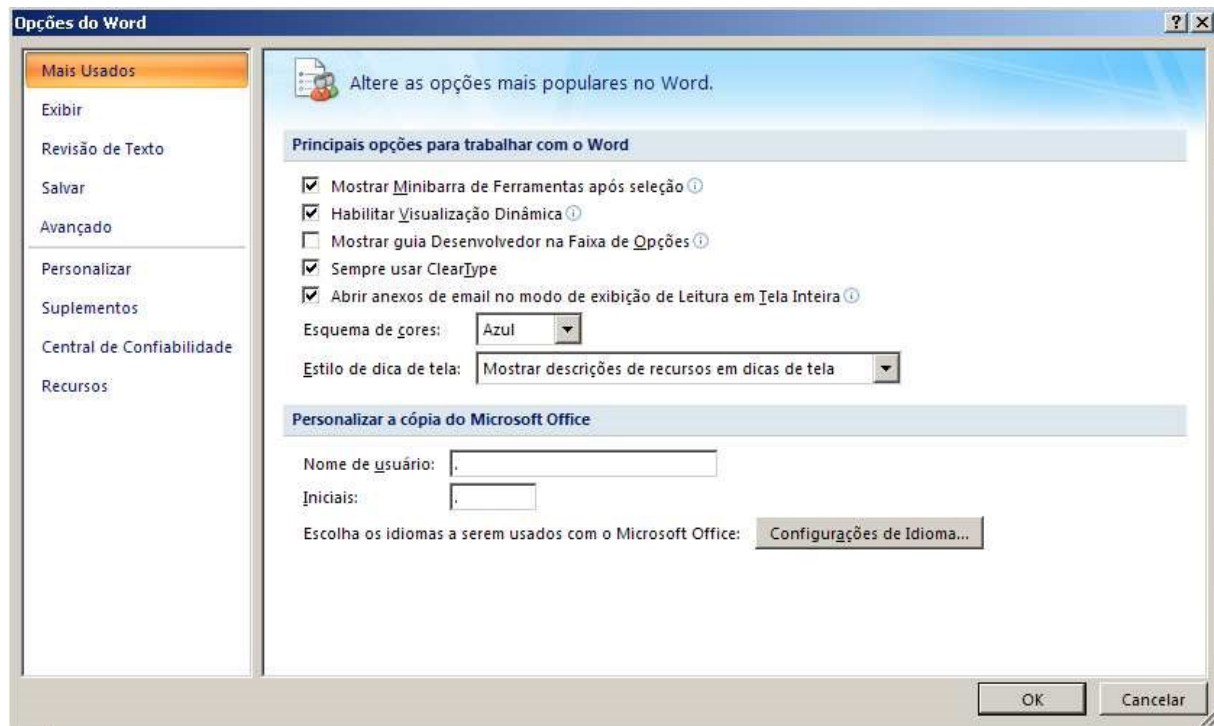 Opções do Word
Mais Usados
Exibir
Revisão de Texto
Salvar
Avançado
Personalizar
Suplementos
Central de Confiabilidade
Recursos
Altere as opções mais populares no Word.
Principais opções para trabalhar com o Word
Mostrar Minibarra de Ferramentas após seleção
Habilitar Visualização Dinâmica
Mostrar guia Desenvolvedor na Faixa de Opções
Sempre usar ClearType
Abrir anexos de email no modo de exibição de Leitura em Tela Inteira
Esquema de cores: Azul
Estilo de dica de tela: Mostrar descrições de recursos em dicas de tela
Personalizar a cópia do Microsoft Office
Nome de usuário: .
Iniciais: .
Escolha os idiomas a serem usados com o Microsoft Office: Configurações de Idioma...
OK Cancelar